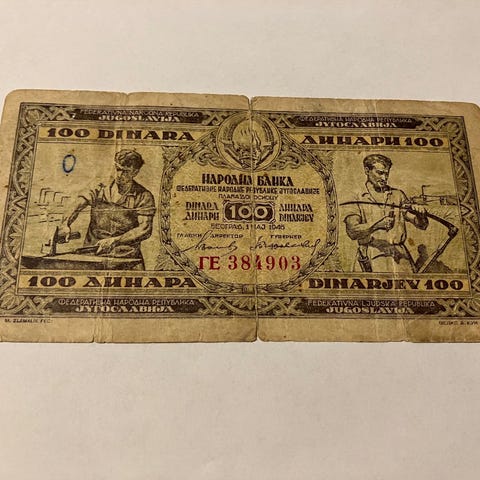 FEDERATIVNA NARODNA REPUBLIKA
JUGOSLAVIJA
100 DINARA
ФЕДЕРАТИВНА НАРОДНА РЕПУБЛИКА
ЈУГОСЛАВИЈА
ДИНАРИ 100
НАРОДНА БАНКА
ФЕДЕРАТИВНЕ НАРОДНЕ РЕПУБЛИКЕ ЈУГОСЛАВИЈЕ
DINARA
ДИНАРИ
100
ДИНАРА
DINARJEV
БЕОГРАД, 1 МАЈ 1946
ДИРЕКТОР
ГУВЕРНЕР
ГЕ 384903
100 ДИНАРА
DINARJEV 100
ФЕДЕРАТИВНА НАРОДНА РЕПУБЛИКА
ЈУГОСЛАВИЈА
FEDERATIVNA LJUDSKA REPUBLIKA
JUGOSLAVIJA